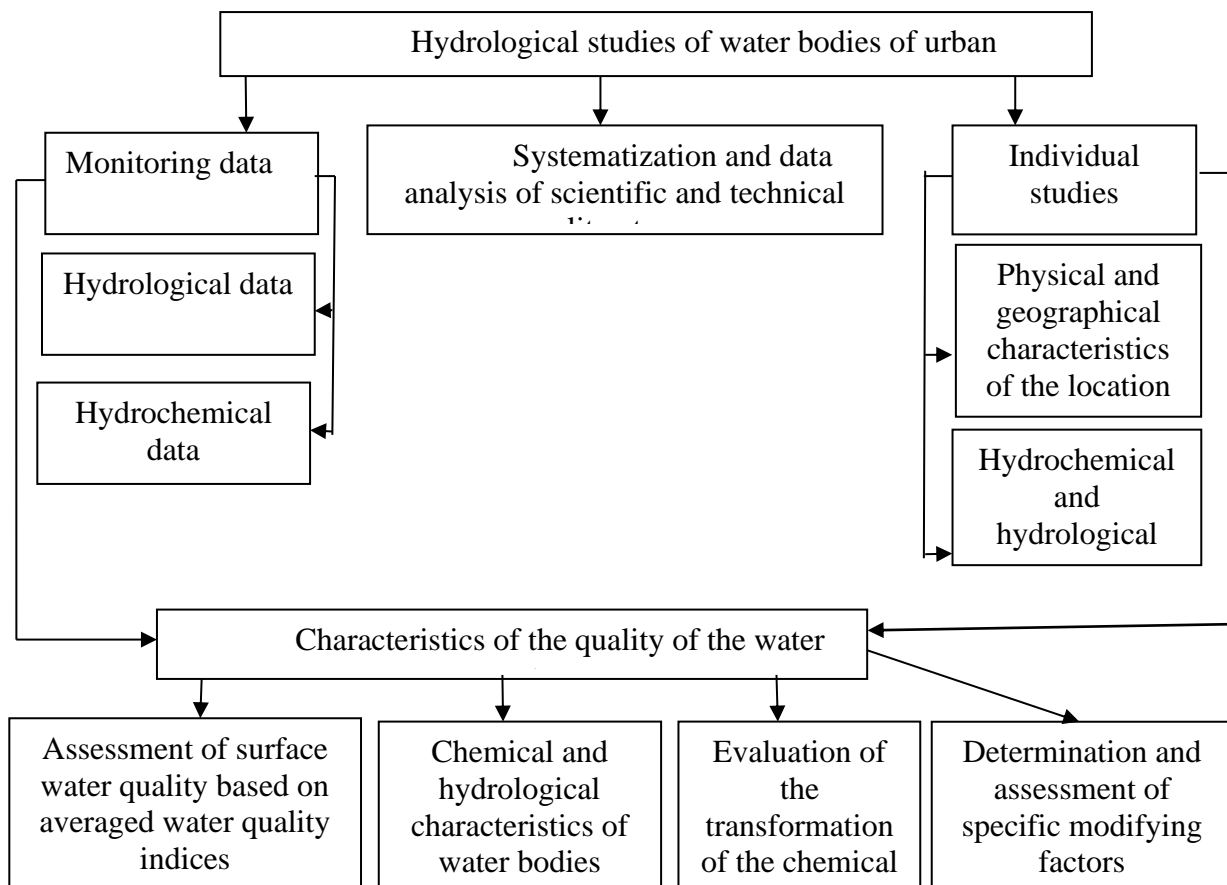 Hydrological studies of water bodies of urban
Monitoring data
Systematization and data
analysis of scientific and technical
Individual
studies
Hydrological data
Physical and
geographical
characteristics
of the location
Hydrochemical
data
Hydrochemical
and
hydrological
Characteristics of the quality of the water
Assessment of surface
water quality based on
averaged water quality
indices
Chemical and
hydrological
characteristics of
water bodies
Evaluation of
the
transformation
of the chemical
Determination and
assessment of
specific modifying
factors